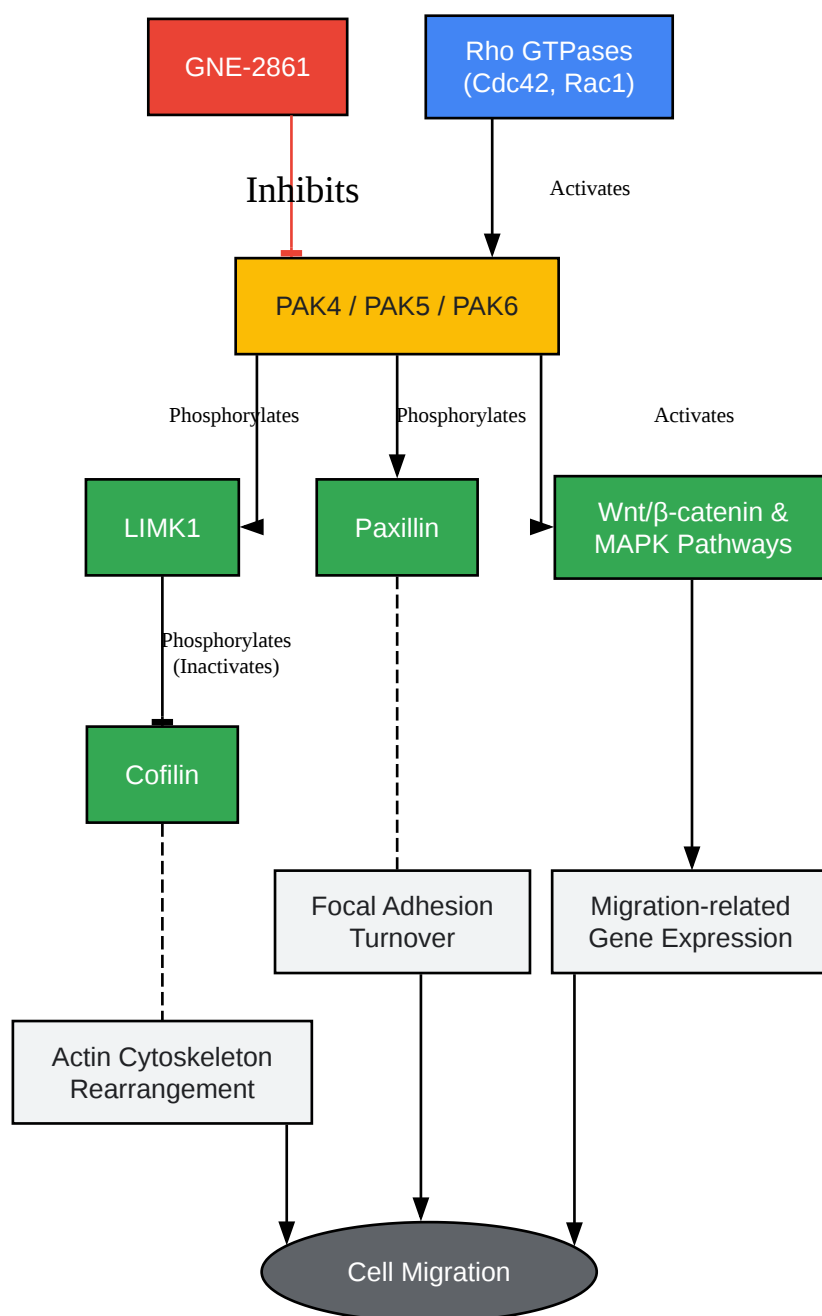 GNE-2861
Rho GTPases
(Cdc42, Rac1)
Inhibits
Activates
PAK4 / PAK5 / PAK6
Phosphorylates
Phosphorylates
Activates
LIMK1
Paxillin
Wnt/β-catenin &
MAPK Pathways
Phosphorylates
(Inactivates)
Cofilin
Focal Adhesion
Turnover
Migration-related
Gene Expression
Actin Cytoskeleton
Rearrangement
Cell Migration